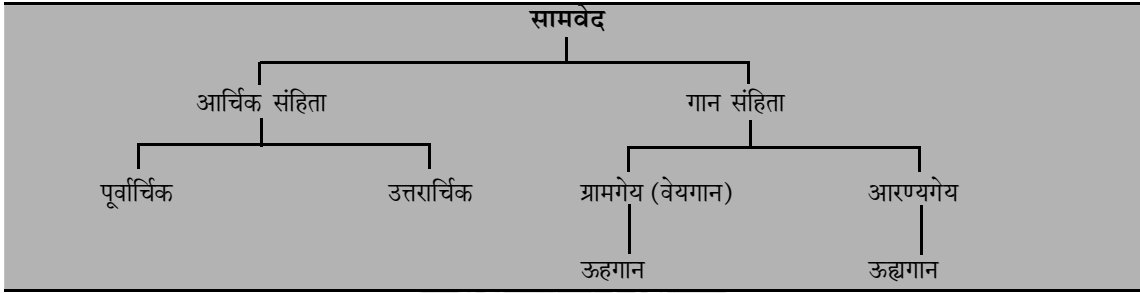 सामवेद
आर्चिक संहिता गान संहिता
पूर्वार्चिक उत्तरार्चिक ग्रामगेय (वेयगान) आरण्यगेय
ऊहगान ऊह्यगान